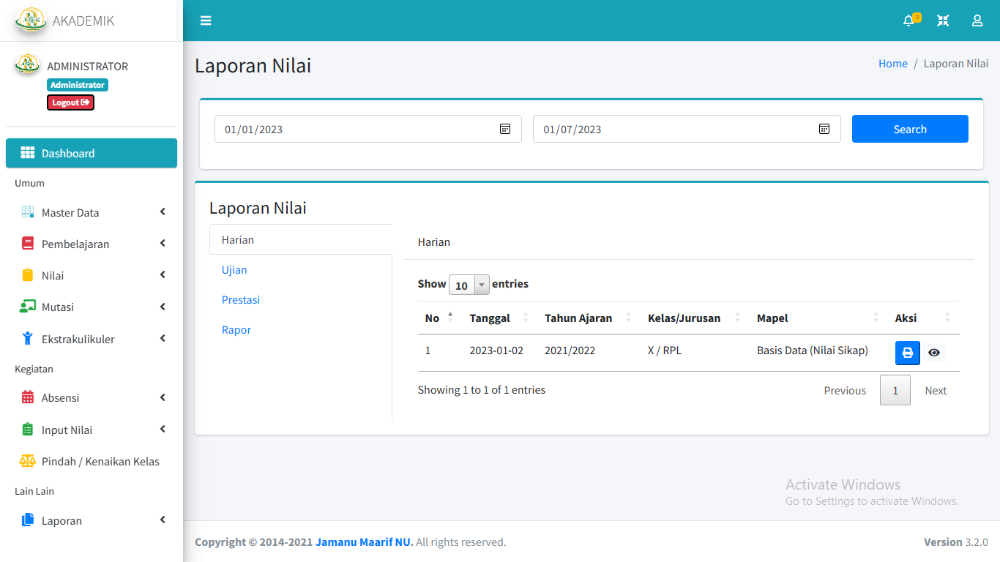 AKADEMIK
0
ADMINISTRATOR
Administrator
Logout
Dashboard
Umum
Master Data
Pembelajaran
Nilai
Mutasi
Ekstrakulikuler
Kegiatan
Absensi
Input Nilai
Pindah / Kenaikan Kelas
Lain Lain
Laporan
Laporan Nilai
Home / Laporan Nilai
01/01/2023
01/07/2023
Search
Laporan Nilai
Harian
Ujian
Prestasi
Rapor
Harian
Show 10 entries
No Tanggal Tahun Ajaran Kelas/Jurusan Mapel Aksi
1 2023-01-02 2021/2022 X / RPL Basis Data (Nilai Sikap)
Showing 1 to 1 of 1 entries
Previous 1 Next
Activate Windows
Go to Settings to activate Windows.
Copyright © 2014-2021 Jamanu Maarif NU. All rights reserved.
Version 3.2.0